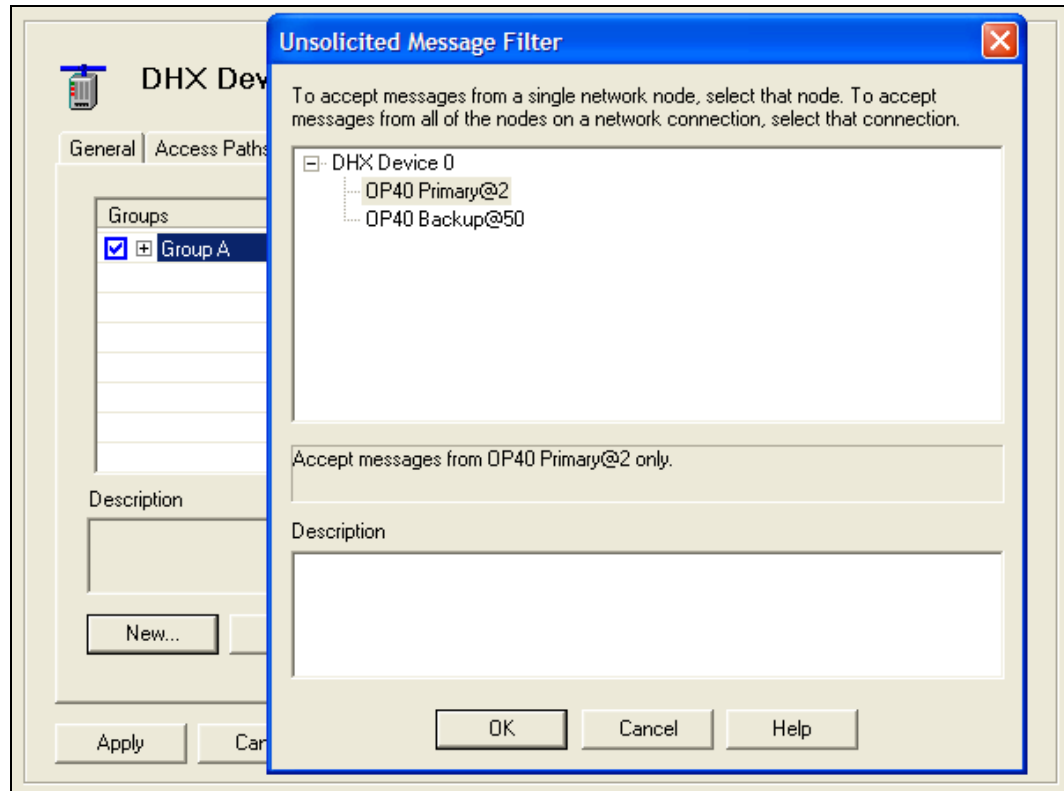 Unsolicited Message Filter
DHX Dev
To accept messages from a single network node, select that node. To accept
messages from all of the nodes on a network connection, select that connection.
General
Access Paths
DHX Device 0
OP40 Primary@2
OP40 Backup@50
Groups
Group A
Accept messages from OP40 Primary@2 only.
Description
Description
New...
OK
Cancel
Help
Apply
Can